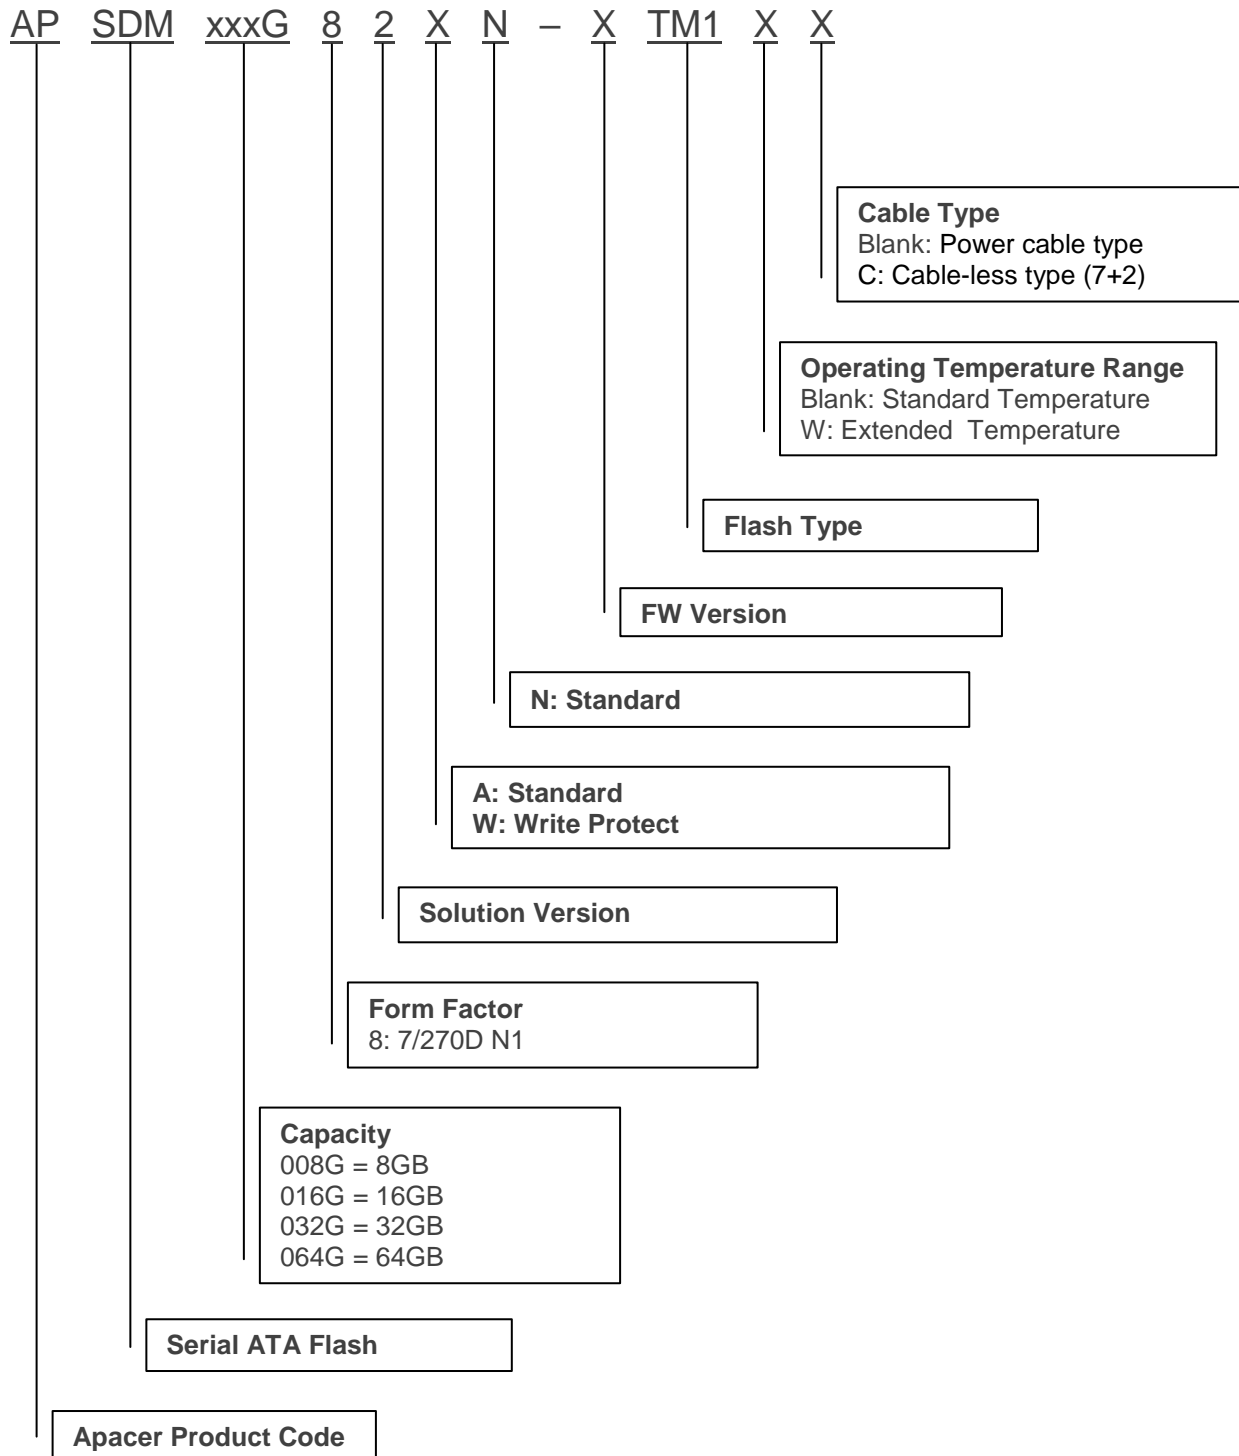 AP SDM xxxG 8 2 X N – X TM1 X X
Cable Type
Blank: Power cable type
C: Cable-less type (7+2)
Operating Temperature Range
Blank: Standard Temperature
W: Extended Temperature
Flash Type
FW Version
N: Standard
A: Standard
W: Write Protect
Solution Version
Form Factor
8: 7/270D N1
Capacity
008G = 8GB
016G = 16GB
032G = 32GB
064G = 64GB
Serial ATA Flash
Apacer Product Code